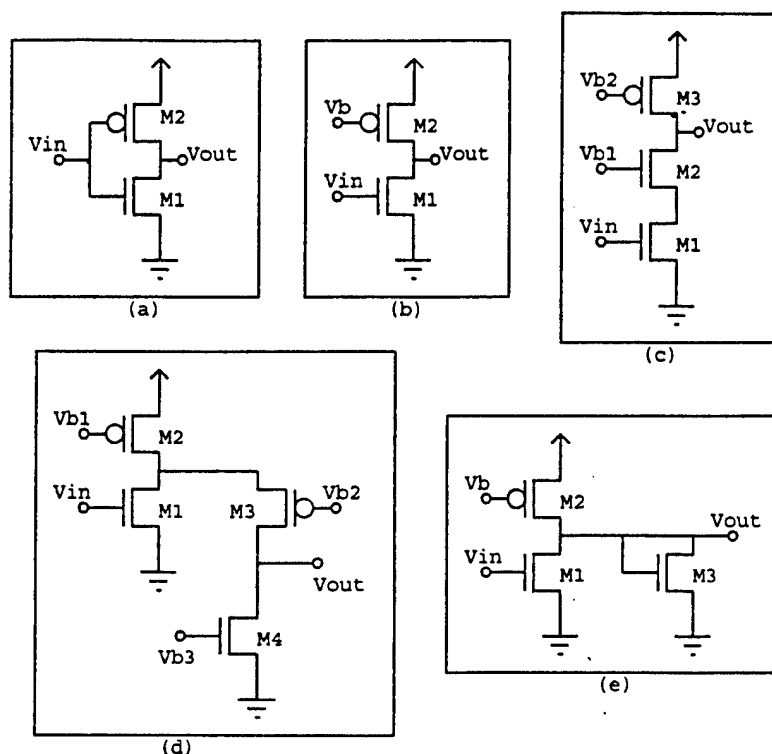 M2
Vin
Vout
M1
(a)
Vb
M2
Vout
Vin
M1
(b)
Vb2
M3
Vout
Vb1
M2
Vin
M1
(c)
Vb1
M2
Vin
M1
M3
Vb2
Vout
M4
Vb3
(d)
Vb
M2
Vout
Vin
M1
M3
(e)